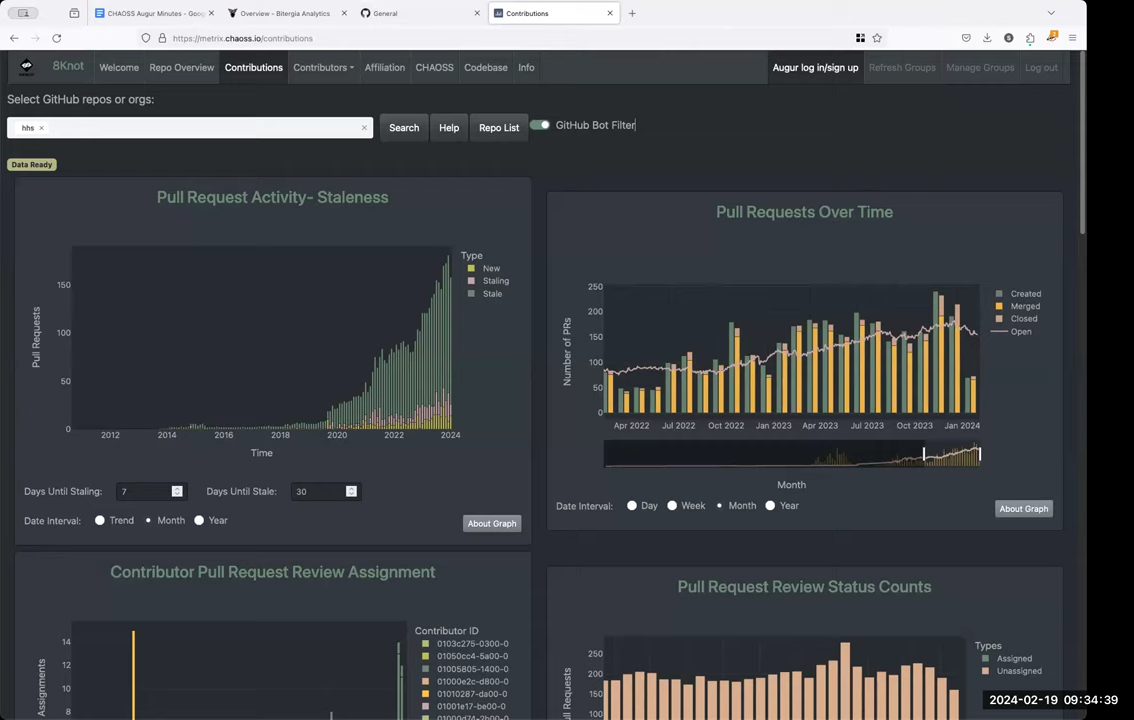 CHAOSS Augur Minutes - Goog
Overview - Bitergia Analytics
General
Contributions
https://metrix.chaoss.io/contributions
8Knot
Welcome
Repo Overview
Contributions
Contributors
Affiliation
CHAOSS
Codebase
Info
Augur log in/sign up
Refresh Groups
Manage Groups
Log out
Select GitHub repos or orgs:
hhs
Search
Help
Repo List
GitHub Bot Filter
Data Ready
Pull Request Activity- Staleness
Type
New
Staling
Stale
Pull Requests
150
100
50
0
2012 2014 2016 2018 2020 2022 2024
Time
Days Until Staling: 7 Days Until Stale: 30
Date Interval: Trend Month Year
About Graph
Pull Requests Over Time
Created
Merged
Closed
Open
Number of PRs
250
200
150
100
50
0
Apr 2022 Jul 2022 Oct 2022 Jan 2023 Apr 2023 Jul 2023 Oct 2023 Jan 2024
Month
Date Interval: Day Week Month Year
About Graph
Contributor Pull Request Review Assignment
Contributor ID
0103c275-0300-0
01050cc4-5a00-0
01005805-1400-0
01000e2c-d800-0
01010287-da00-0
01001e17-be00-0
Assignments
14
12
10
8
Pull Request Review Status Counts
Types
Assigned
Unassigned
Pull Requests
250
200
150
100
2024-02-19 09:34:39